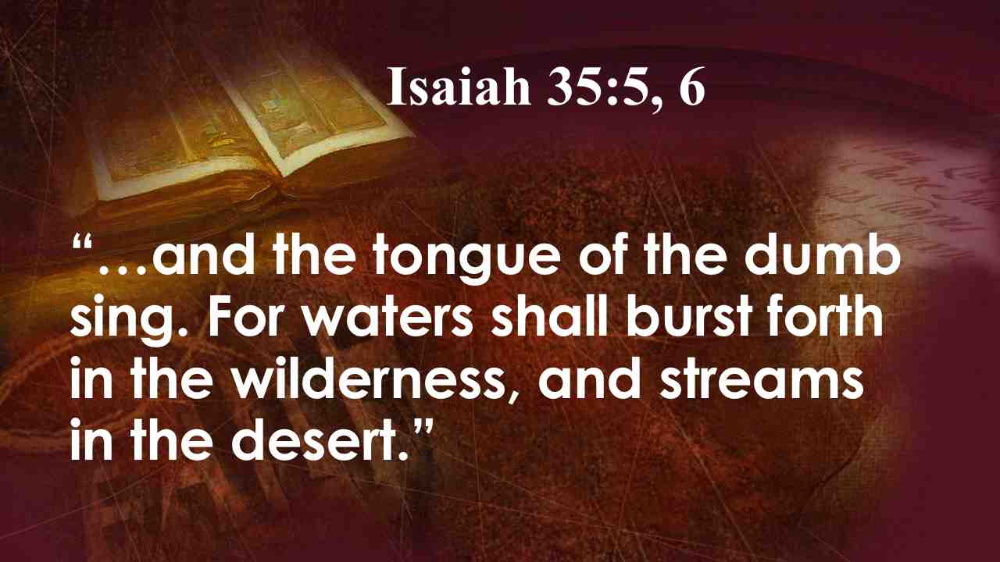 Isaiah 35:5, 6
“…and the tongue of the dumb
sing. For waters shall burst forth
in the wilderness, and streams
in the desert.”